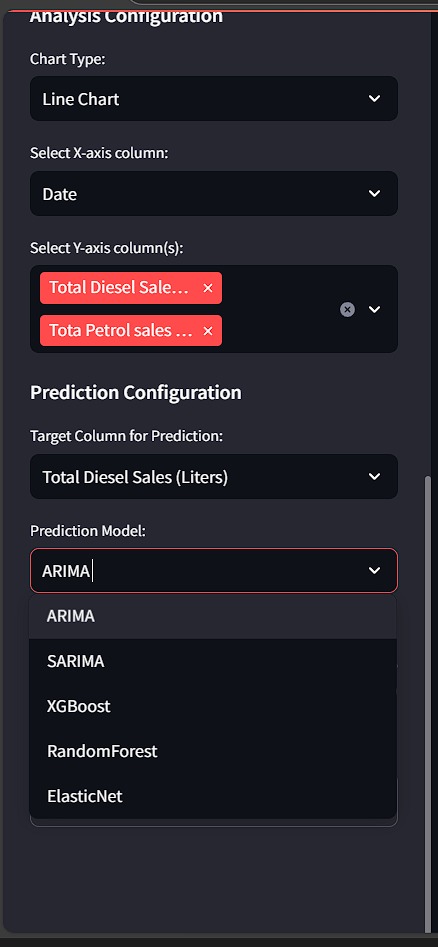 Analysis Configuration
Chart Type:
Line Chart
Select X-axis column:
Date
Select Y-axis column(s):
Total Diesel Sale...
Tota Petrol sales ...
Prediction Configuration
Target Column for Prediction:
Total Diesel Sales (Liters)
Prediction Model:
ARIMA
ARIMA
SARIMA
XGBoost
RandomForest
ElasticNet